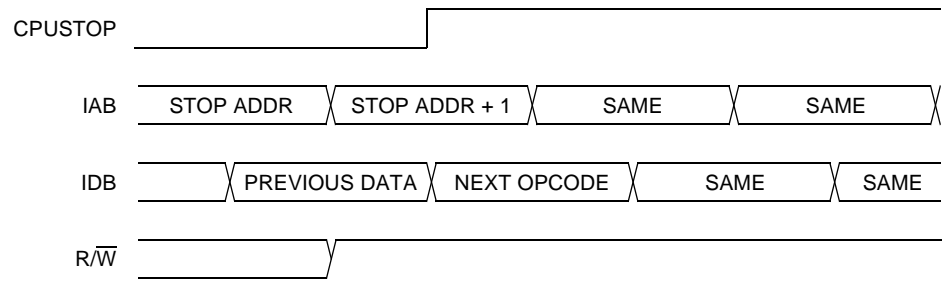 CPUSTOP
IAB STOP ADDR STOP ADDR + 1 SAME SAME
IDB PREVIOUS DATA NEXT OPCODE SAME SAME
R/W̅